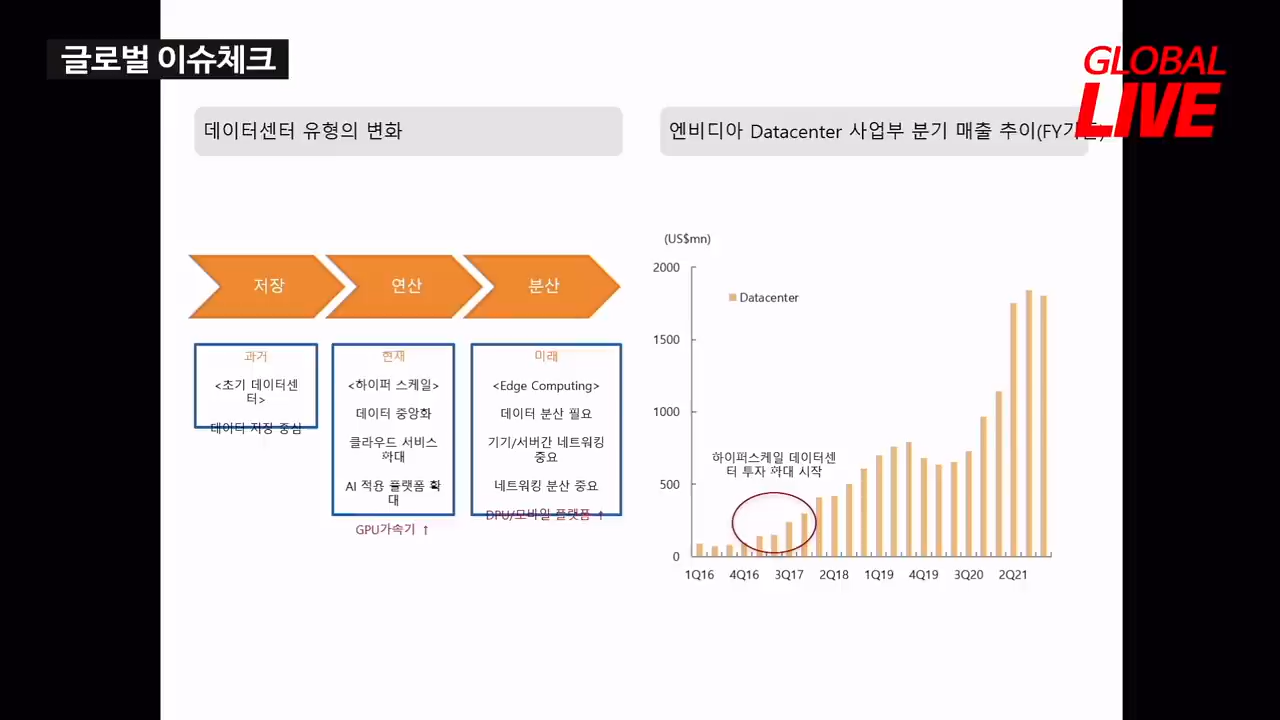 글로벌 이슈체크
GLOBAL
LIVE
데이터센터 유형의 변화
저장
연산
분산
과거
<초기 데이터센
터>
데이터 저장 중심
현재
<하이퍼 스케일>
데이터 중앙화
클라우드 서비스
확대
AI 적용 플랫폼 확
대
GPU가속기 ↑
미래
<Edge Computing>
데이터 분산 필요
기기/서버간 네트워킹
중요
네트워킹 분산 중요
DPU/모바일 플랫폼 ↑
엔비디아 Datacenter 사업부 분기 매출 추이(FY기준)
(US$mn)
2000
1500
1000
500
0
Datacenter
하이퍼스케일 데이터센
터 투자 확대 시작
1Q16 4Q16 3Q17 2Q18 1Q19 4Q19 3Q20 2Q21